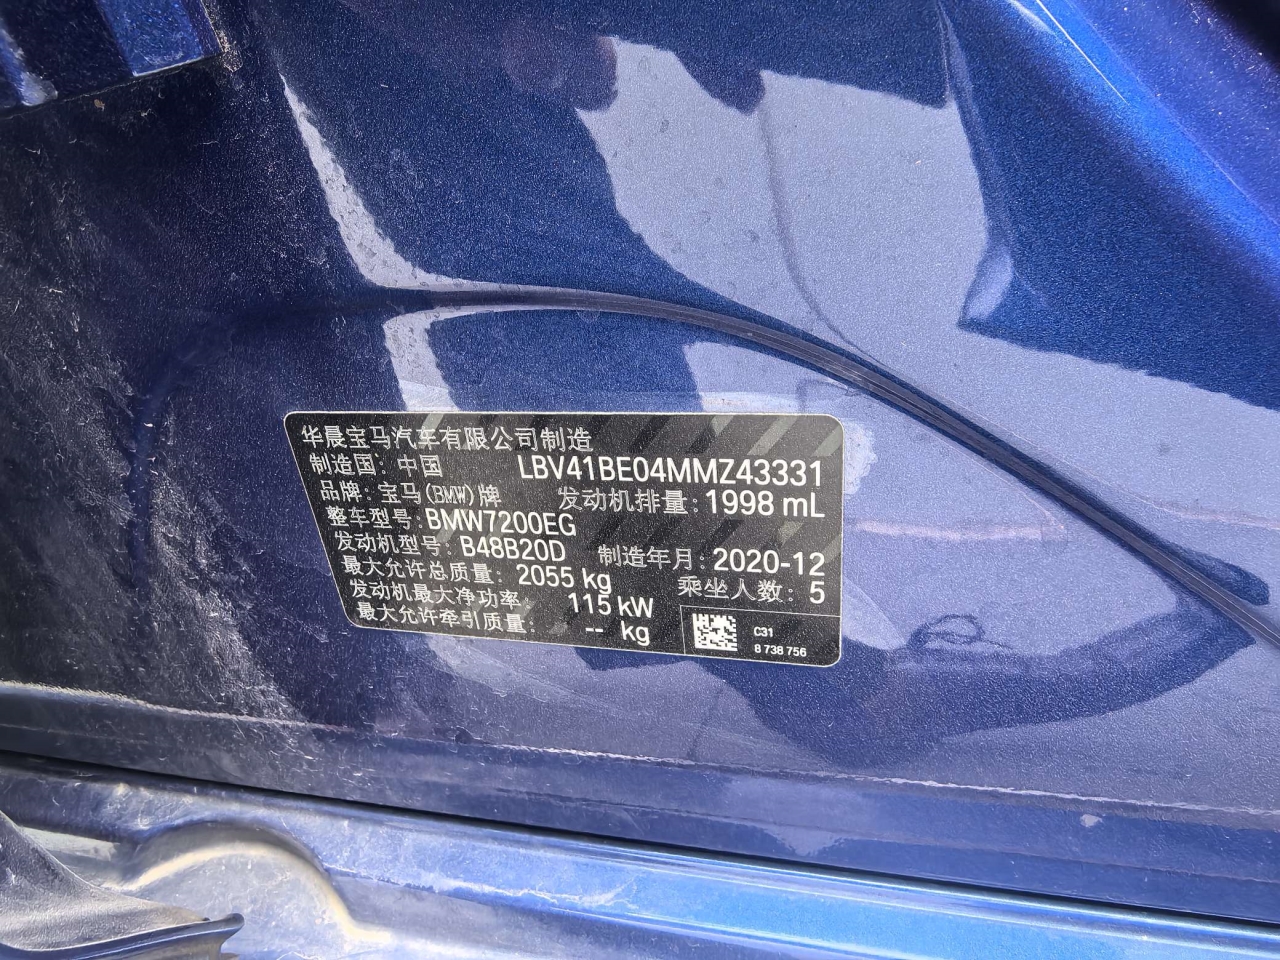 华晨宝马汽车有限公司制造
制造国: 中国 LBV41BE04MMZ43331
品牌: 宝马(BMW)牌 发动机排量: 1998 mL
整车型号: BMW7200EG
发动机型号: B48B20D 制造年月: 2020-12
最大允许总质量: 2055 kg 乘坐人数: 5
发动机最大净功率: 115 kW
最大允许牵引质量: -- kg
C31
8 738 756